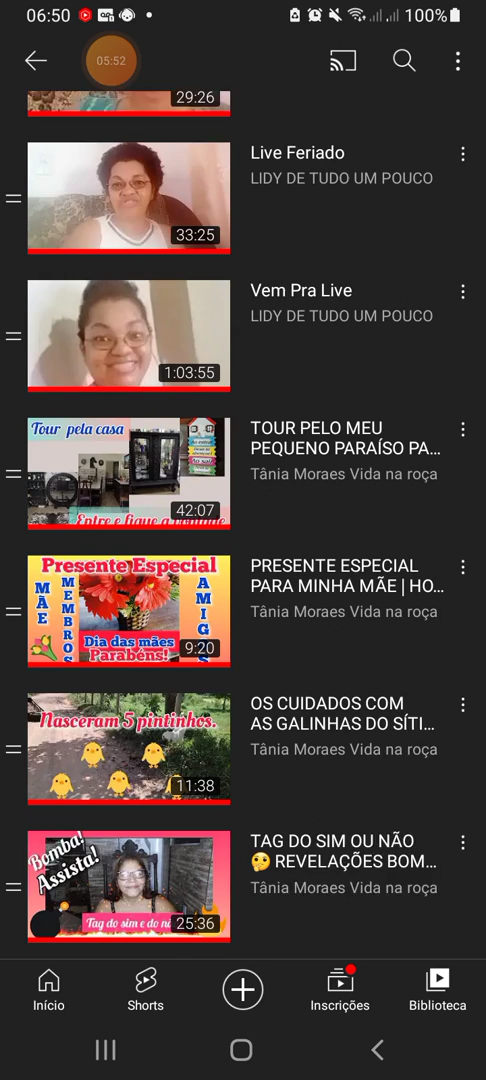 06:50
100%
05:52
29:26
Live Feriado
LIDY DE TUDO UM POUCO
33:25
Vem Pra Live
LIDY DE TUDO UM POUCO
1:03:55
Tour pela casa
42:07
TOUR PELO MEU
PEQUENO PARAÍSO PA...
Tânia Moraes Vida na roça
Presente Especial
MÃE
MEMBROS
AMIGOS
Dia das mães
Parabéns!
9:20
PRESENTE ESPECIAL
PARA MINHA MÃE | HO...
Tânia Moraes Vida na roça
Nasceram 5 pintinhos.
11:38
OS CUIDADOS COM
AS GALINHAS DO SÍTI...
Tânia Moraes Vida na roça
Bomba!
Assista!
Tag do sim e do
25:36
TAG DO SIM OU NÃO
🤔 REVELAÇÕES BOM...
Tânia Moraes Vida na roça
Início
Shorts
Inscrições
Biblioteca